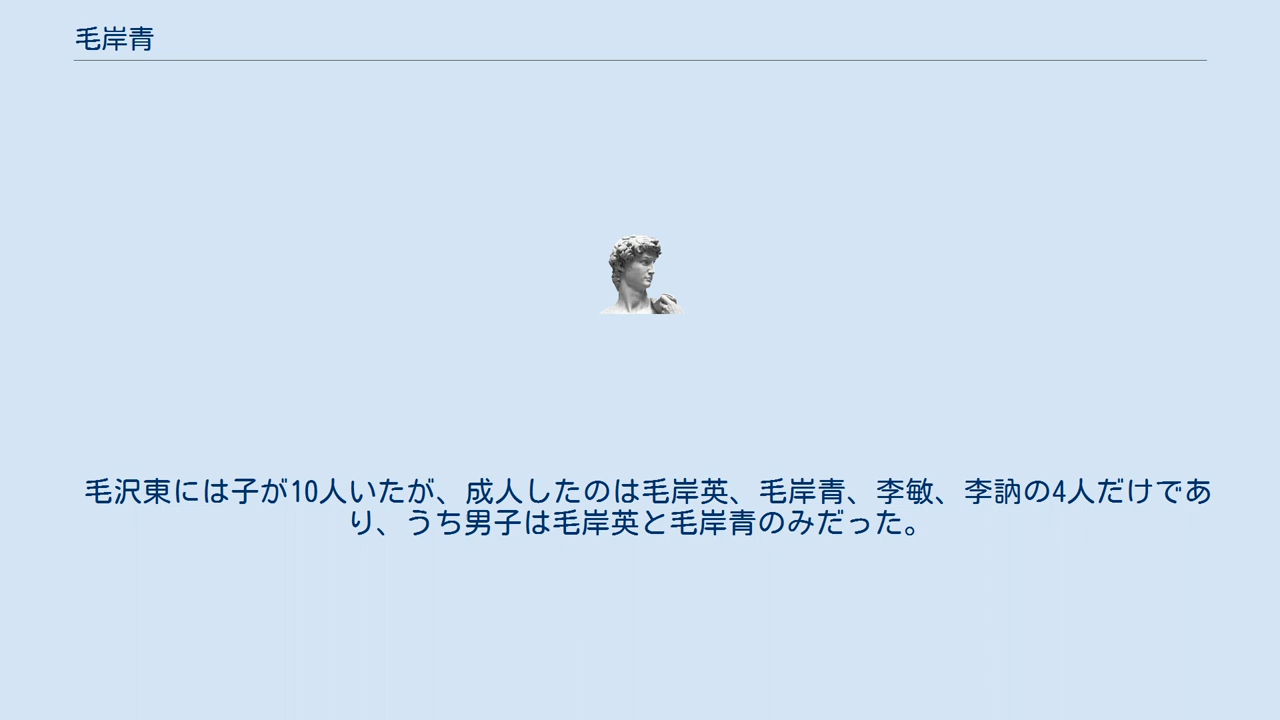 毛岸青
毛沢東には子が10人いたが、成人したのは毛岸英、毛岸青、李敏、李訥の4人だけであ
り、うち男子は毛岸英と毛岸青のみだった。